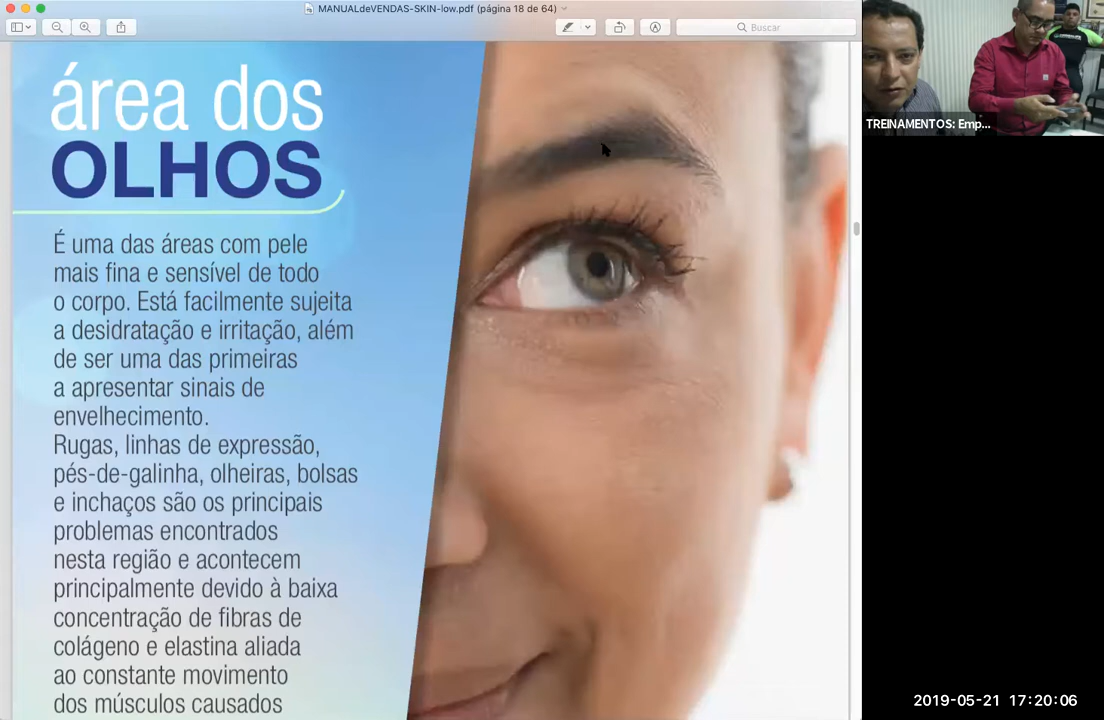 MANUALdeVENDAS-SKIN-low.pdf (página 18 de 64)
Buscar
área dos
OLHOS
É uma das áreas com pele
mais fina e sensível de todo
o corpo. Está facilmente sujeita
a desidratação e irritação, além
de ser uma das primeiras
a apresentar sinais de
envelhecimento.
Rugas, linhas de expressão,
pés-de-galinha, olheiras, bolsas
e inchaços são os principais
problemas encontrados
nesta região e acontecem
principalmente devido à baixa
concentração de fibras de
colágeno e elastina aliada
ao constante movimento
dos músculos causados
TREINAMENTOS: Emp...
2019-05-21 17:20:06